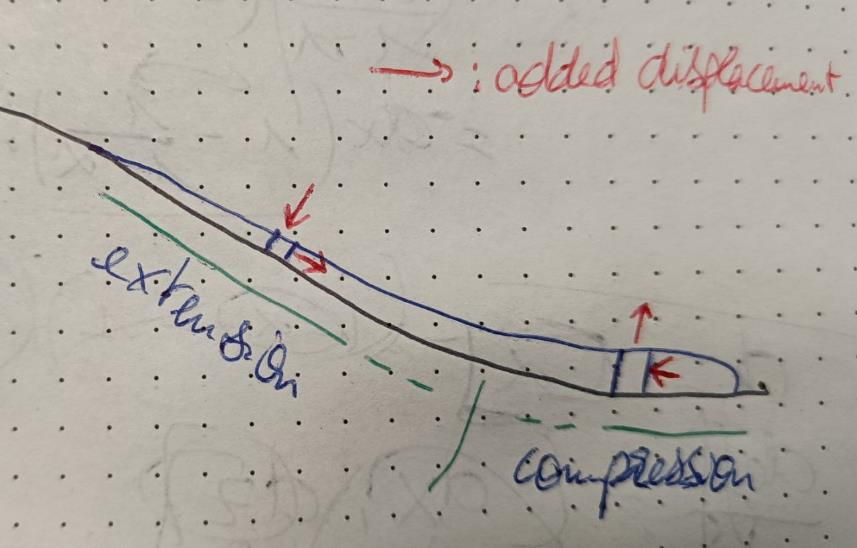 → : added displacement.
extension
compression